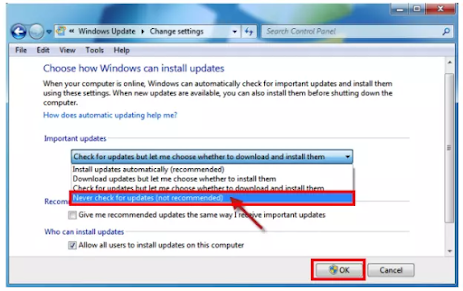 « Windows Update ▸ Change settings
Search Control Panel
File Edit View Tools Help
Choose how Windows can install updates
When your computer is online, Windows can automatically check for important updates and install them
using these settings. When new updates are available, you can also install them before shutting down the
computer.
How does automatic updating help me?
Important updates
Check for updates but let me choose whether to download and install them
Install updates automatically (recommended)
Download updates but let me choose whether to install them
Check for updates but let me choose whether to download and install them
Never check for updates (not recommended)
Recom
Give me recommended updates the same way I receive important updates
Who can install updates
Allow all users to install updates on this computer
OK Cancel